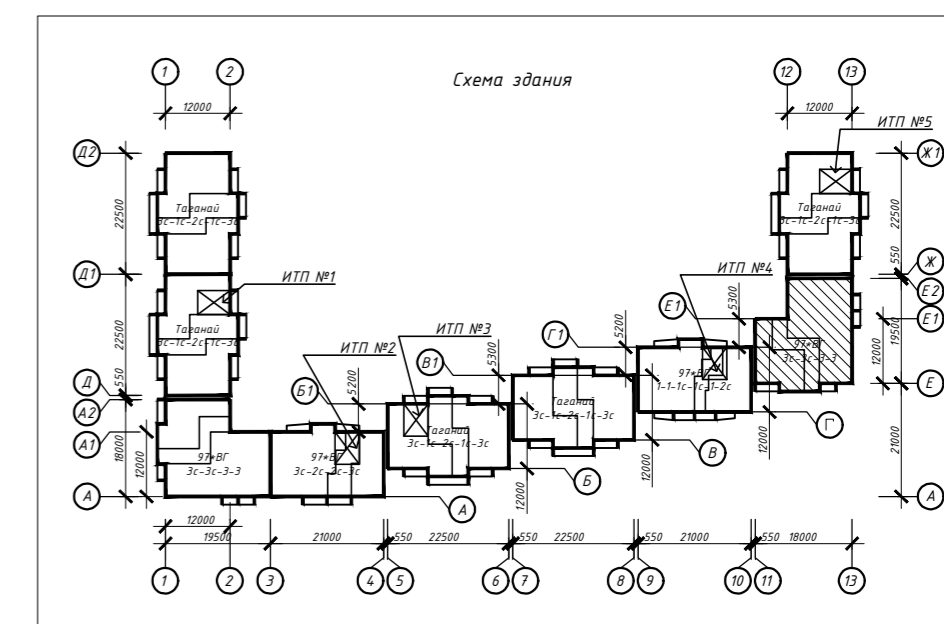 1 2 12 13
Схема здания
12000 12000
ИТП №5
Д2 Ж1
22500 Таганай Таганай 22500
3с-1с-2с-1с-3с 3с-1с-2с-1с-3с
550
Ж
Д1 ИТП №1 ИТП №4 Е2
Е1 5300 Е1
22500 Таганай ИТП №3 Г1 5200 19500
3с-1с-2с-1с-3с ИТП №2 В1 5300 97*ВГ 97*ВГ 12000
Б1 5200 1-1-1с-1с-1-2с 3с-3с-3-3
550 Д Е
А2 Таганай Таганай
3с-1с-2с-1с-3с 3с-1с-2с-1с-3с
А1 Г
18000 12000 97*ВГ 97*ВГ 12000 12000 12000 21000
3с-3с-3-3 3с-2с-2с-3с В
Б
А А А
12000
19500 21000 550 22500 550 22500 550 21000 550 18000
1 2 3 4 5 6 7 8 9 10 11 13